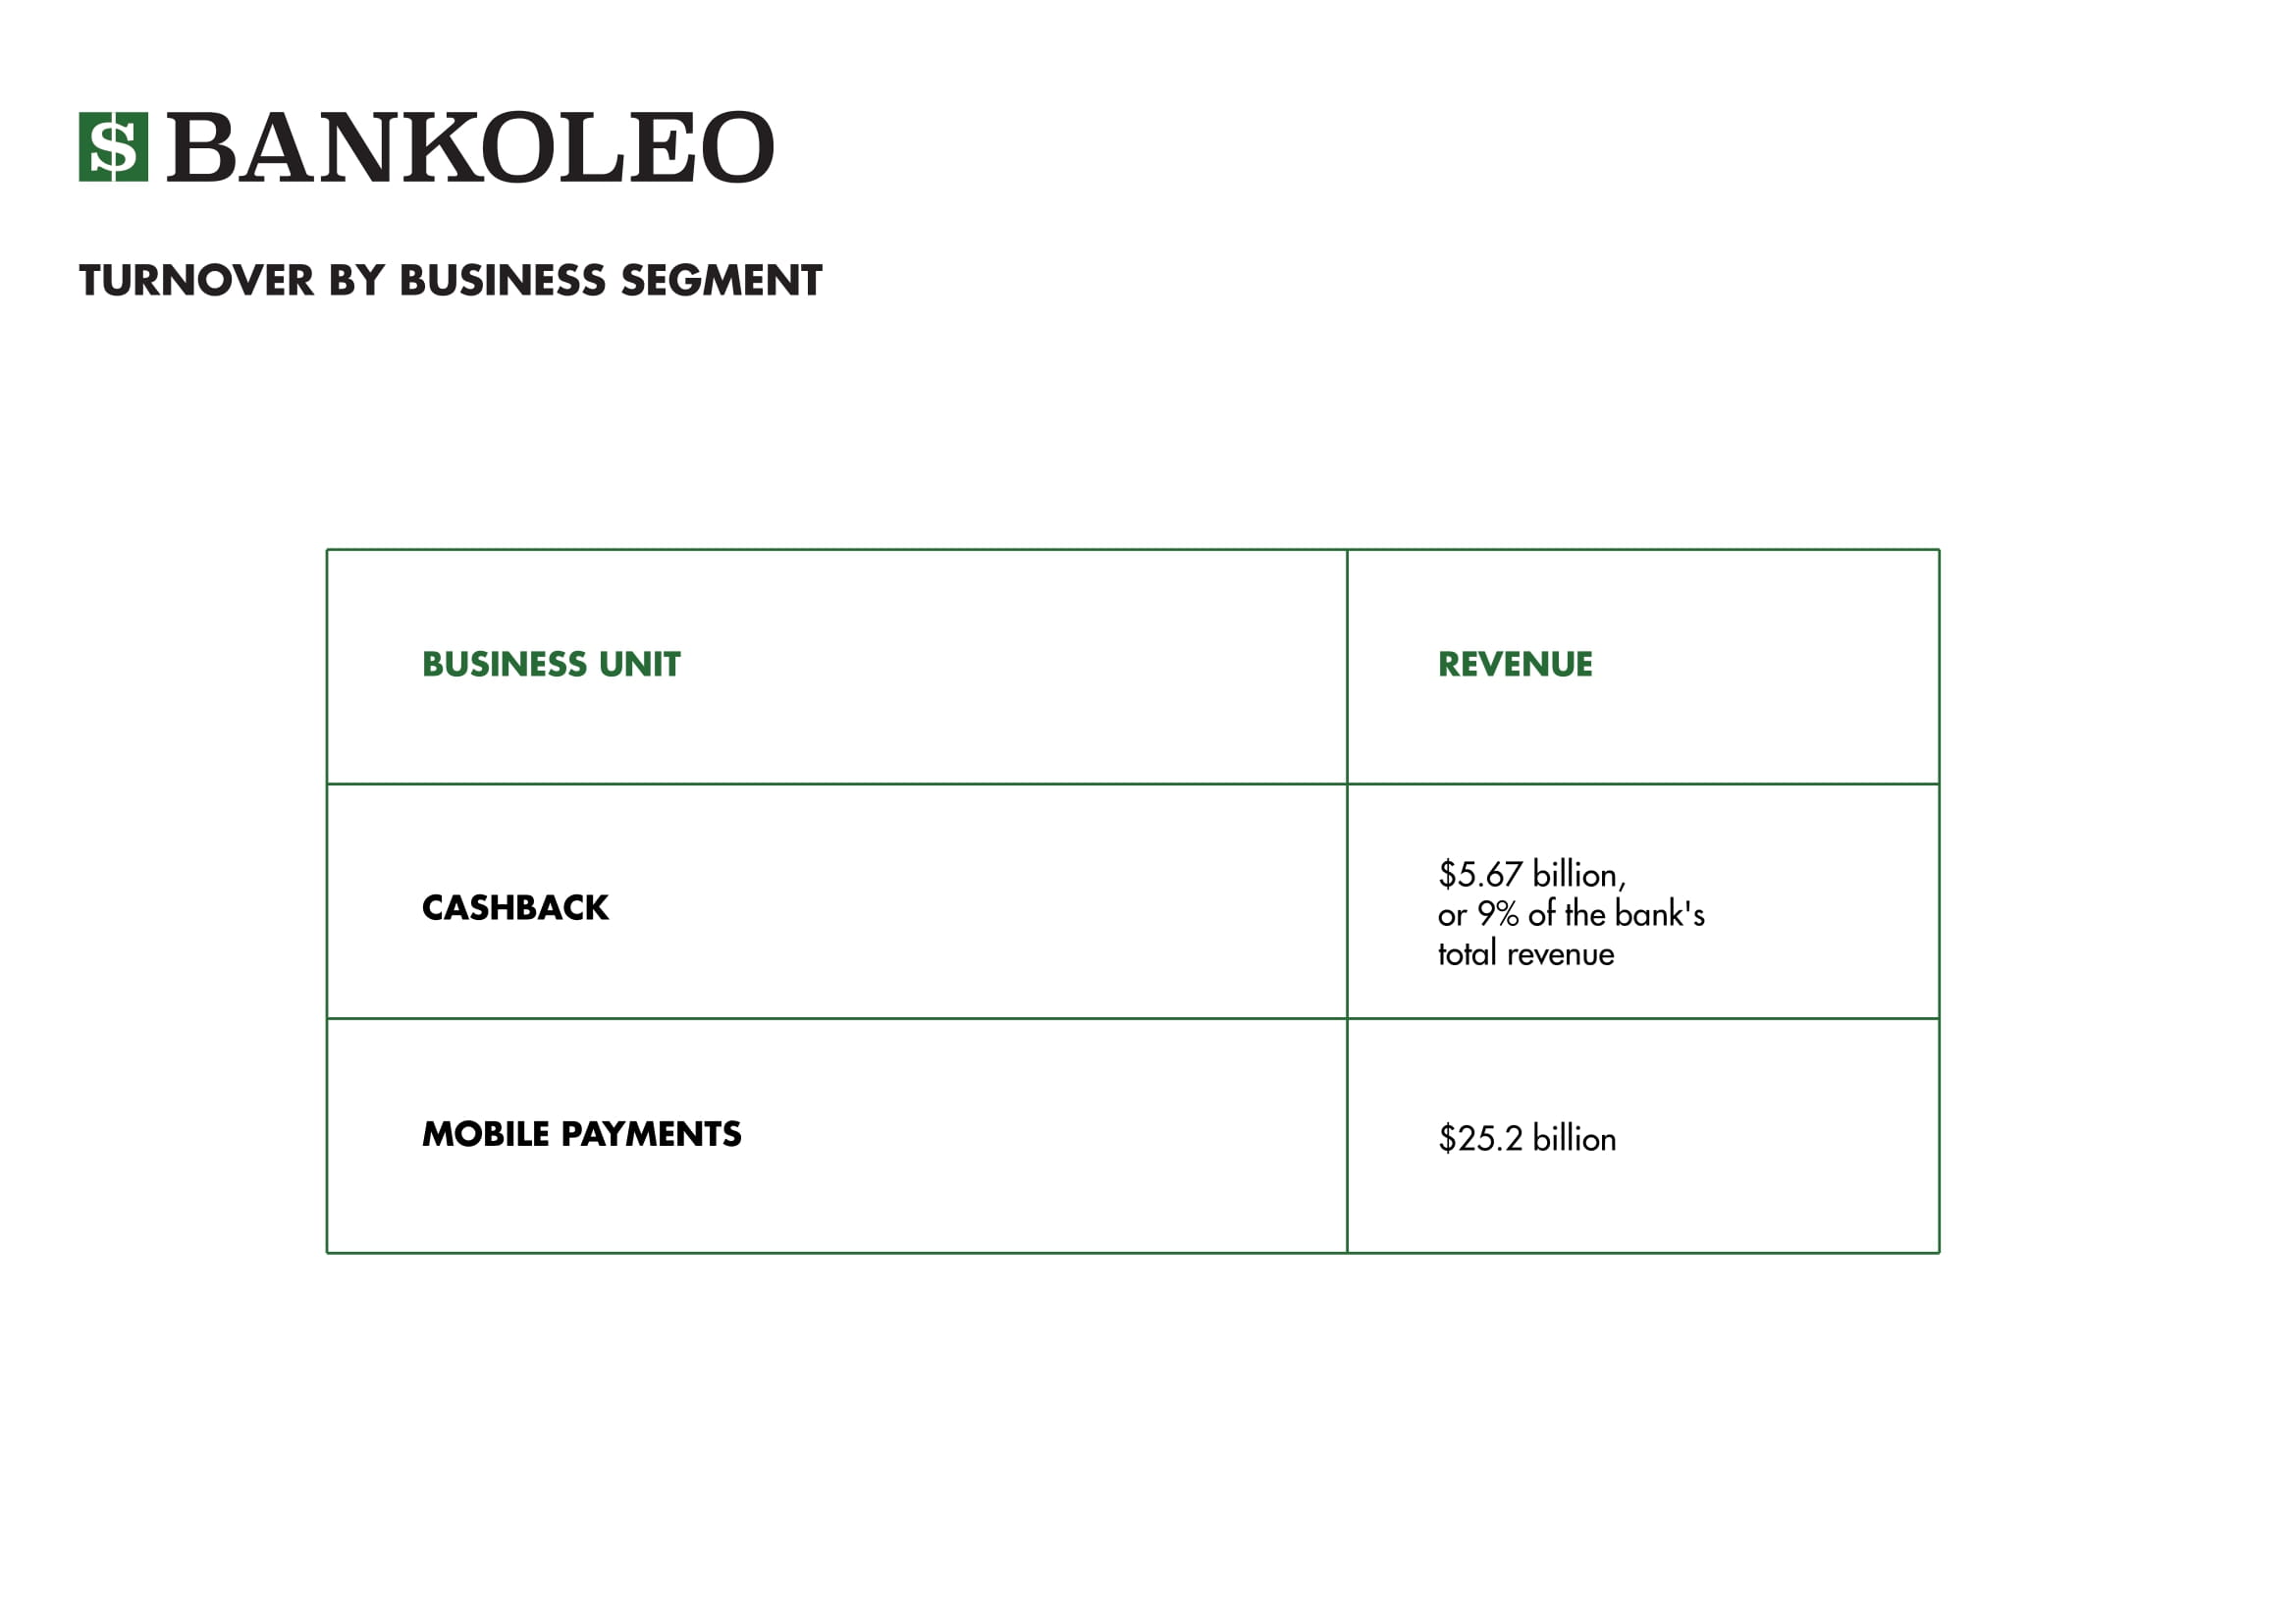 $ BANKOLEO
TURNOVER BY BUSINESS SEGMENT
BUSINESS UNIT
REVENUE
CASHBACK
$5.67 billion,
or 9% of the bank's
total revenue
MOBILE PAYMENTS
$25.2 billion